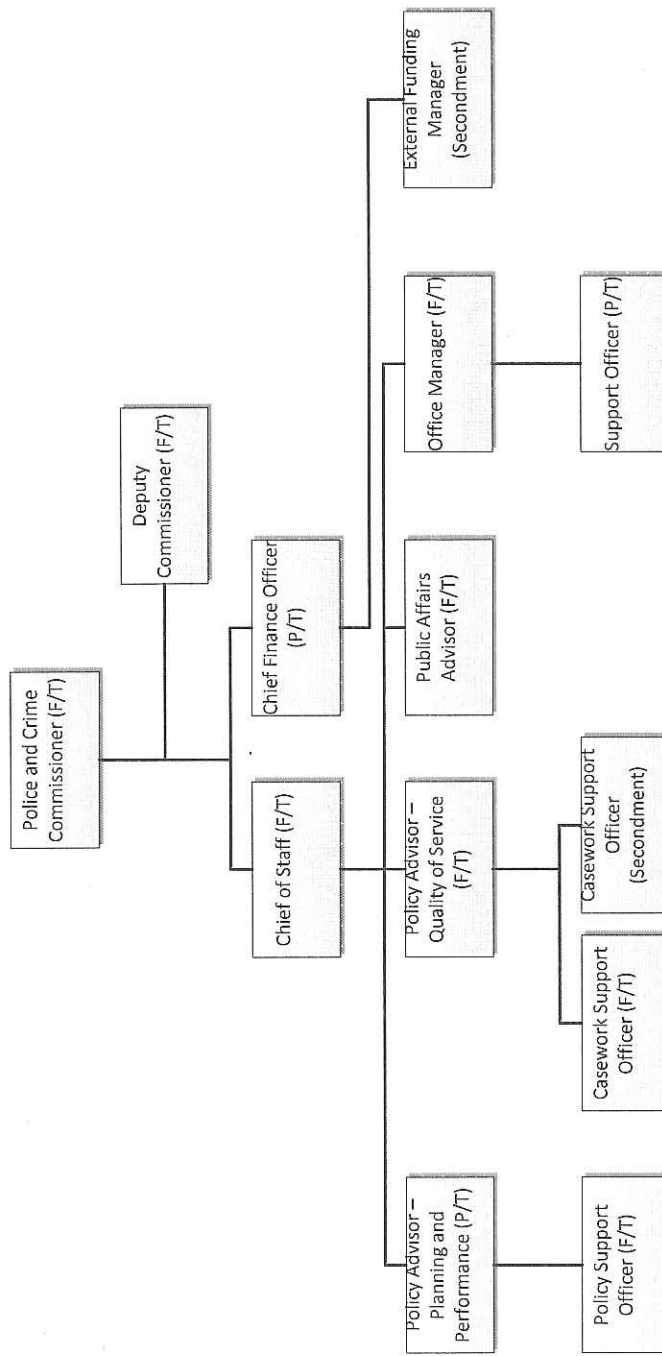 Police and Crime
Commissioner (F/T)
Deputy
Commissioner (F/T)
Chief of Staff (F/T)
Chief Finance Officer
(P/T)
Policy Advisor –
Planning and
Performance (P/T)
Policy Advisor –
Quality of Service
(F/T)
Public Affairs
Advisor (F/T)
Office Manager (F/T)
External Funding
Manager
(Secondment)
Policy Support
Officer (F/T)
Casework Support
Officer (F/T)
Casework Support
Officer
(Secondment)
Support Officer (P/T)